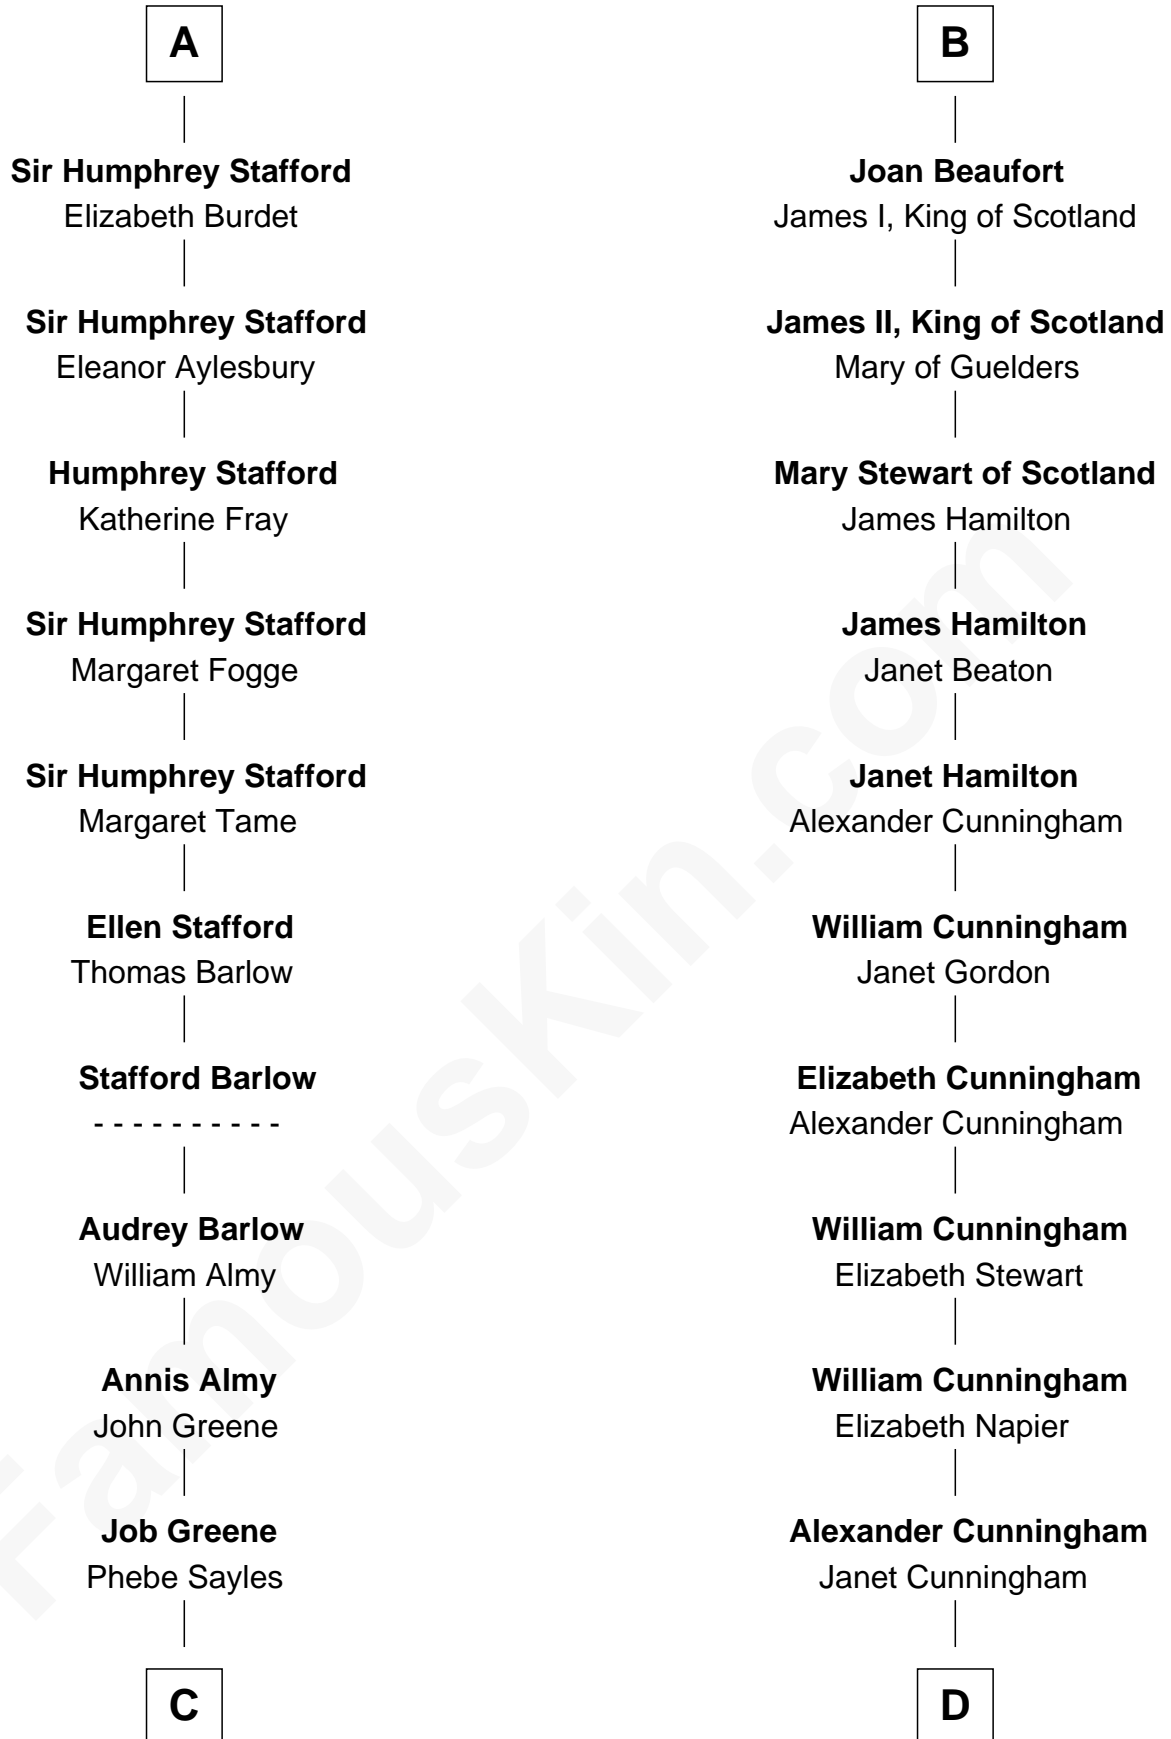 A
Sir Humphrey Stafford
Elizabeth Burdet
Sir Humphrey Stafford
Eleanor Aylesbury
Humphrey Stafford
Katherine Fray
Sir Humphrey Stafford
Margaret Fogge
Sir Humphrey Stafford
Margaret Tame
Ellen Stafford
Thomas Barlow
Stafford Barlow
- - - - - - - - - -
Audrey Barlow
William Almy
Annis Almy
John Greene
Job Greene
Phebe Sayles
C
B
Joan Beaufort
James I, King of Scotland
James II, King of Scotland
Mary of Guelders
Mary Stewart of Scotland
James Hamilton
James Hamilton
Janet Beaton
Janet Hamilton
Alexander Cunningham
William Cunningham
Janet Gordon
Elizabeth Cunningham
Alexander Cunningham
William Cunningham
Elizabeth Stewart
William Cunningham
Elizabeth Napier
Alexander Cunningham
Janet Cunningham
D
FamousKin.com